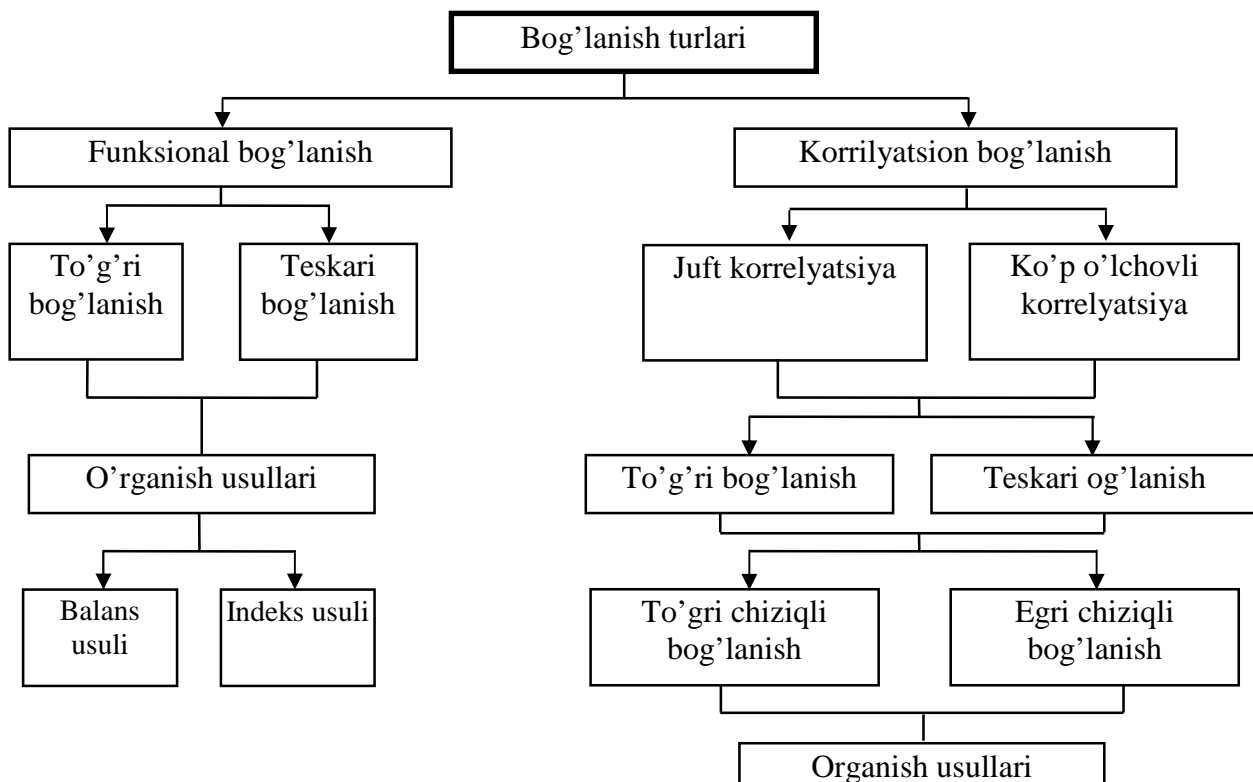 Bog’lanish turlari
Funksional bog’lanish
Korrilyatsion bog’lanish
To’g’ri
bog’lanish
Teskari
bog’lanish
Juft korrelyatsiya
Ko’p o’lchovli
korrelyatsiya
O’rganish usullari
To’g’ri bog’lanish
Teskari og’lanish
Balans
usuli
Indeks usuli
To’gri chiziqli
bog’lanish
Egri chiziqli
bog’lanish
Organish usullari